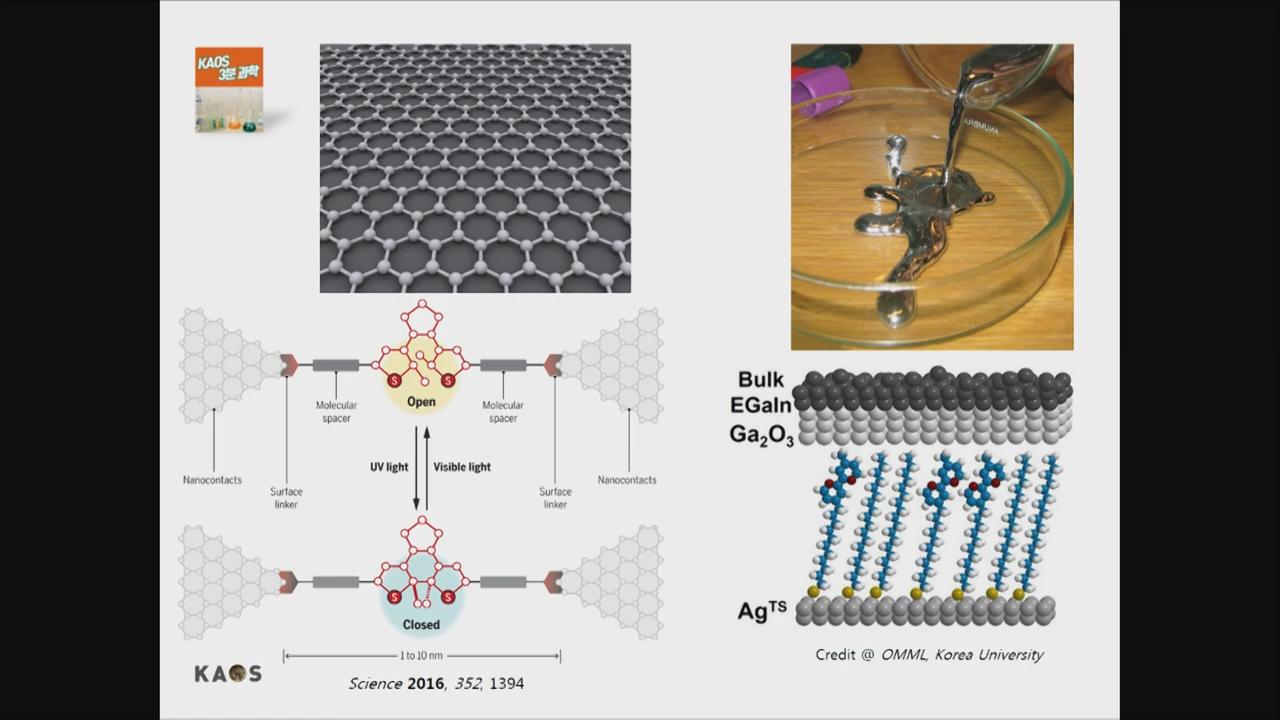 KAOS
3분 과학
ANUMBRA
S
S
Open
Molecular
spacer
Molecular
spacer
UV light
Visible light
Nanocontacts
Surface
linker
Surface
linker
Nanocontacts
S
S
Closed
1 to 10 nm
Science 2016, 352, 1394
KAOS
Bulk
EGaIn
Ga₂O₃
Agᵀˢ
Credit @ OMML, Korea University